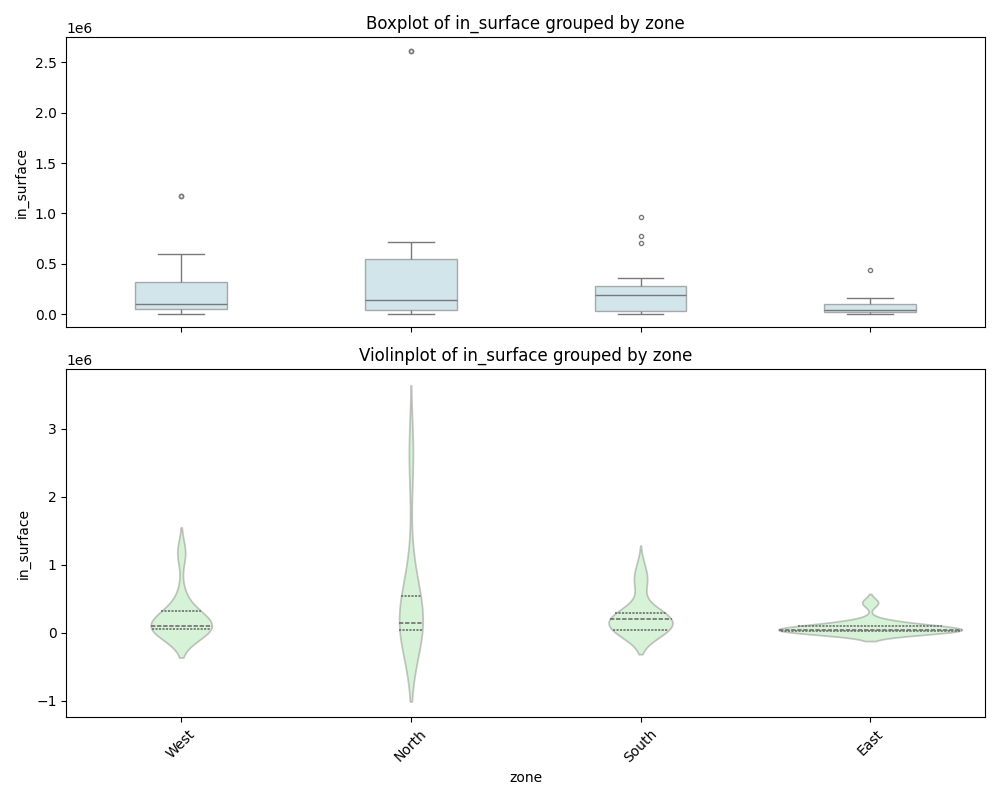 Boxplot of in_surface grouped by zone
1e6
2.5
2.0
1.5
1.0
0.5
0.0
in_surface
Violinplot of in_surface grouped by zone
1e6
3
2
1
0
−1
in_surface
West
North
South
East
zone